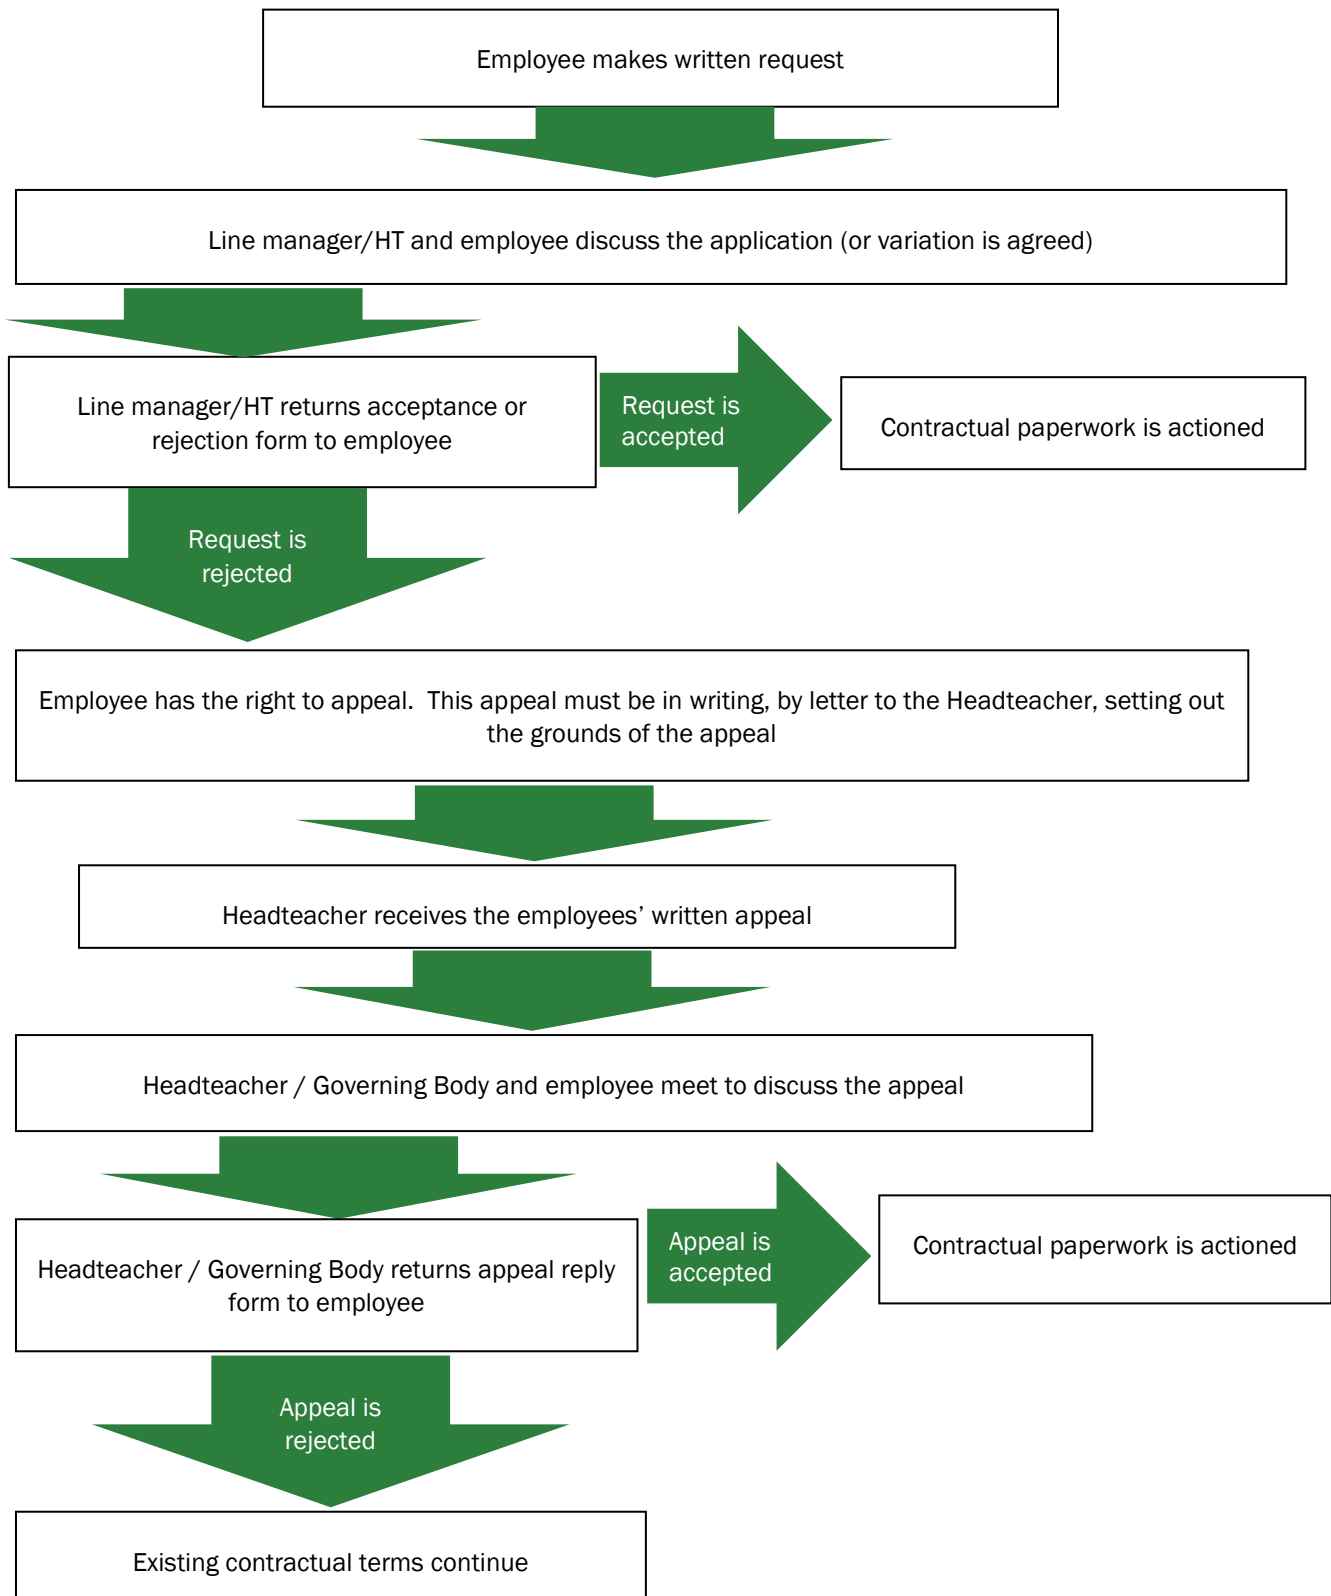 Employee makes written request
Line manager/HT and employee discuss the application (or variation is agreed)
Line manager/HT returns acceptance or
rejection form to employee
Request is
accepted
Contractual paperwork is actioned
Request is
rejected
Employee has the right to appeal.  This appeal must be in writing, by letter to the Headteacher, setting out
the grounds of the appeal
Headteacher receives the employees’ written appeal
Headteacher / Governing Body and employee meet to discuss the appeal
Headteacher / Governing Body returns appeal reply
form to employee
Appeal is
accepted
Contractual paperwork is actioned
Appeal is
rejected
Existing contractual terms continue